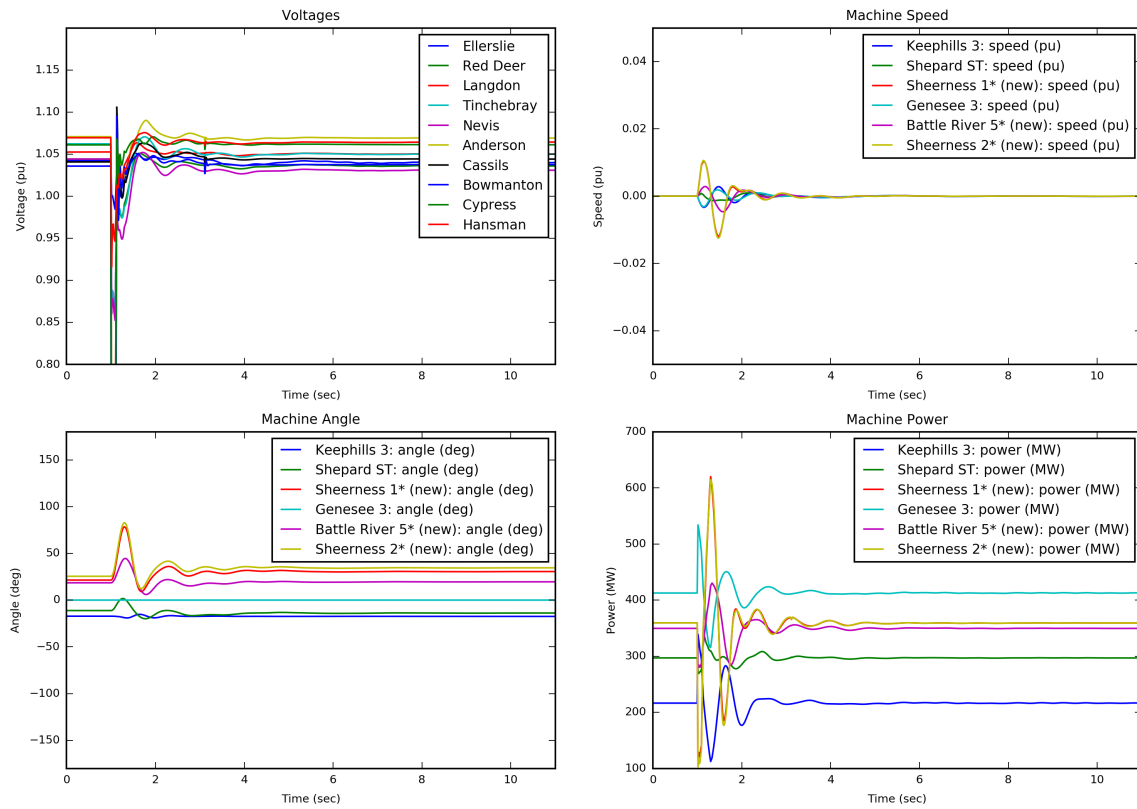 Voltages
Voltage (pu)
1.15
1.10
1.05
1.00
0.95
0.90
0.85
0.80
0 2 4 6 8 10
Time (sec)
Ellerslie
Red Deer
Langdon
Tinchebray
Nevis
Anderson
Cassils
Bowmanton
Cypress
Hansman
Machine Speed
Speed (pu)
0.04
0.02
0.00
−0.02
−0.04
0 2 4 6 8 10
Time (sec)
Keephills 3: speed (pu)
Shepard ST: speed (pu)
Sheerness 1* (new): speed (pu)
Genesee 3: speed (pu)
Battle River 5* (new): speed (pu)
Sheerness 2* (new): speed (pu)
Machine Angle
Angle (deg)
150
100
50
0
−50
−100
−150
0 2 4 6 8 10
Time (sec)
Keephills 3: angle (deg)
Shepard ST: angle (deg)
Sheerness 1* (new): angle (deg)
Genesee 3: angle (deg)
Battle River 5* (new): angle (deg)
Sheerness 2* (new): angle (deg)
Machine Power
Power (MW)
700
600
500
400
300
200
100
0 2 4 6 8 10
Time (sec)
Keephills 3: power (MW)
Shepard ST: power (MW)
Sheerness 1* (new): power (MW)
Genesee 3: power (MW)
Battle River 5* (new): power (MW)
Sheerness 2* (new): power (MW)